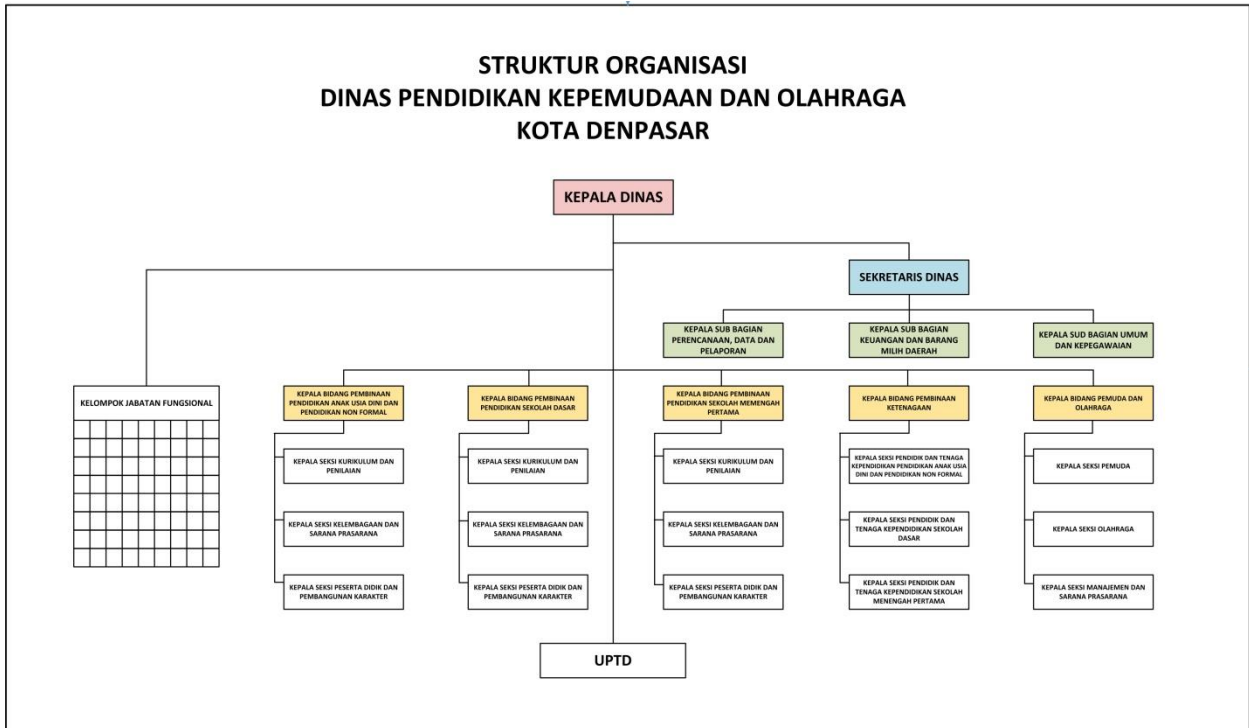 STRUKTUR ORGANISASI
DINAS PENDIDIKAN KEPEMUDAAN DAN OLAHRAGA
KOTA DENPASAR
KEPALA DINAS
SEKRETARIS DINAS
KEPALA SUB BAGIAN
PERENCANAAN, DATA DAN
PELAPORAN
KEPALA SUB BAGIAN
KEUANGAN DAN BARANG
MILIH DAERAH
KEPALA SUD BAGIAN UMUM
DAN KEPEGAWAIAN
KELOMPOK JABATAN FUNGSIONAL
KEPALA BIDANG PEMBINAAN
PENDIDIKAN ANAK USIA DINI DAN
PENDIDIKAN NON FORMAL
KEPALA BIDANG PEMBINAAN
PENDIDIKAN SEKOLAH DASAR
KEPALA BIDANG PEMBINAAN
PENDIDIKAN SEKOLAH MEMENGAH
PERTAMA
KEPALA BIDANG PEMBINAAN
KETENAGAAN
KEPALA BIDANG PEMUDA DAN
OLAHRAGA
KEPALA SEKSI KURIKULUM DAN
PENILAIAN
KEPALA SEKSI KURIKULUM DAN
PENILAIAN
KEPALA SEKSI KURIKULUM DAN
PENILAIAN
KEPALA SEKSI PENDIDIK DAN TENAGA
KEPENDIDIKAN PENDIDIKAN ANAK USIA
DINI DAN PENDIDIKAN NON FORMAL
KEPALA SEKSI PEMUDA
KEPALA SEKSI KELEMBAGAAN DAN
SARANA PRASARANA
KEPALA SEKSI KELEMBAGAAN DAN
SARANA PRASARANA
KEPALA SEKSI KELEMBAGAAN DAN
SARANA PRASARANA
KEPALA SEKSI PENDIDIK DAN
TENAGA KEPENDIDIKAN SEKOLAH
DASAR
KEPALA SEKSI OLAHRAGA
KEPALA SEKSI PESERTA DIDIK DAN
PEMBANGUNAN KARAKTER
KEPALA SEKSI PESERTA DIDIK DAN
PEMBANGUNAN KARAKTER
KEPALA SEKSI PESERTA DIDIK DAN
PEMBANGUNAN KARAKTER
KEPALA SEKSI PENDIDIK DAN
TENAGA KEPENDIDIKAN SEKOLAH
MENENGAH PERTAMA
KEPALA SEKSI MANAJEMEN DAN
SARANA PRASARANA
UPTD